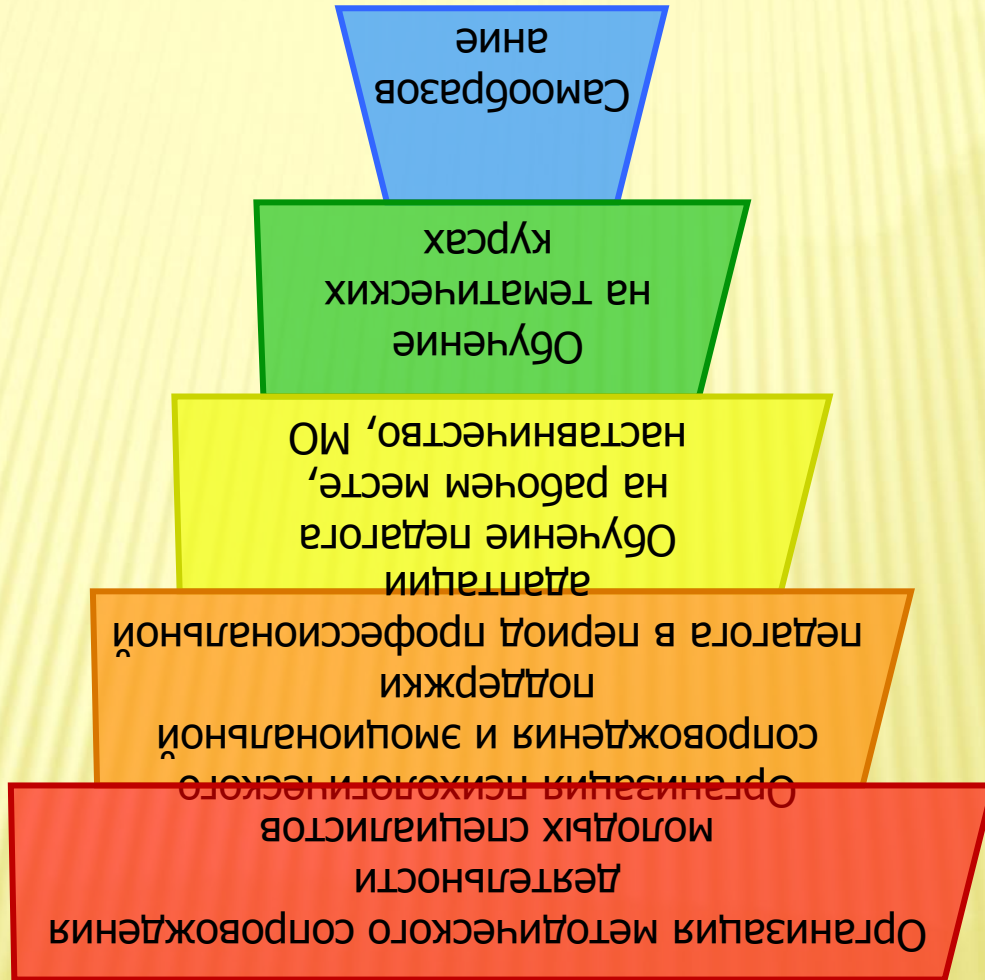 Организация методического сопровождения
деятельности
молодых специалистов
Организация психологического
сопровождения и эмоциональной
поддержки
педагога в период профессиональной
адаптации
Обучение педагога
на рабочем месте,
наставничество, МО
Обучение
на тематических
курсах
Самообразов
ание